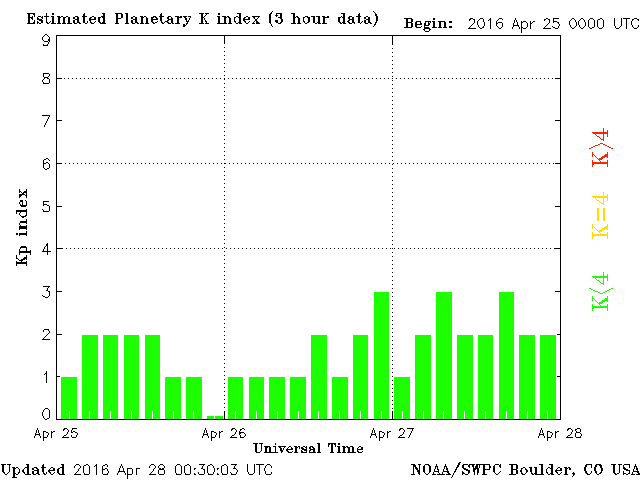 Estimated Planetary K index (3 hour data)
Begin: 2016 Apr 25 0000 UTC
9
8
7
6
5
4
3
2
1
0
Kp index
K>4
K=4
K<4
Apr 25
Apr 26
Apr 27
Apr 28
Universal Time
Updated 2016 Apr 28 00:30:03 UTC
NOAA/SWPC Boulder, CO USA